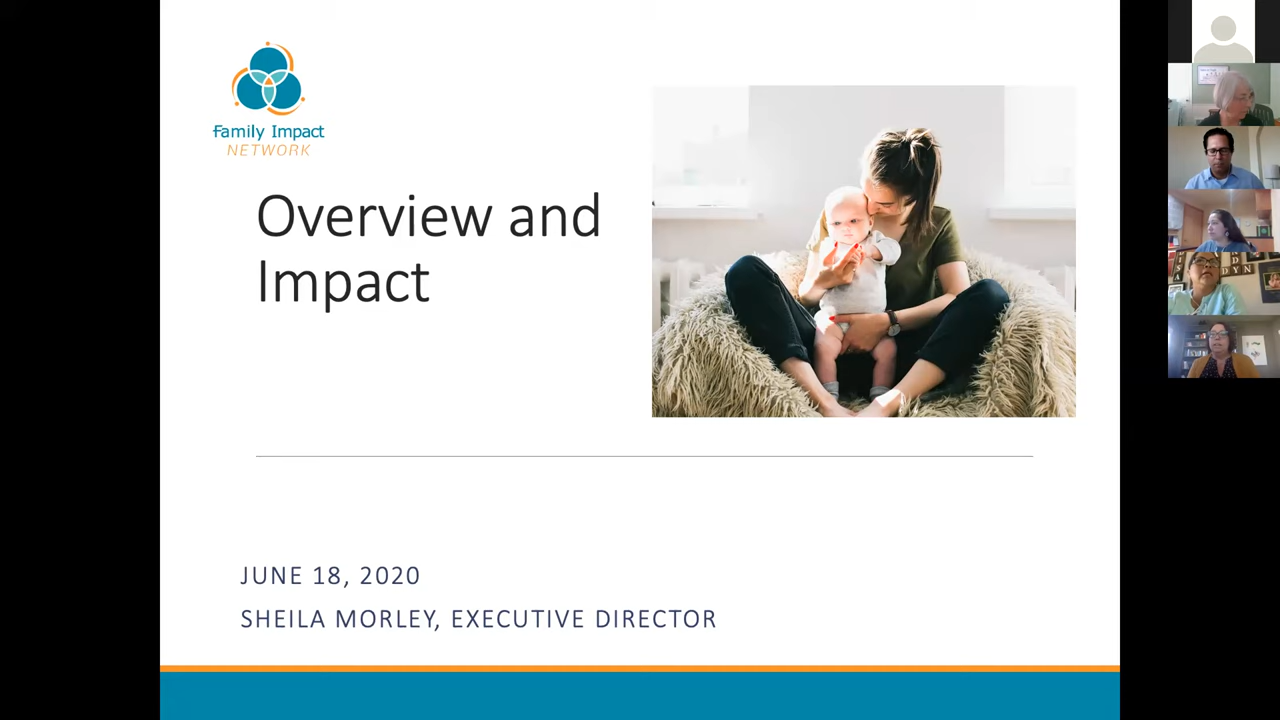 Family Impact
NETWORK
Overview and
Impact
JUNE 18, 2020
SHEILA MORLEY, EXECUTIVE DIRECTOR